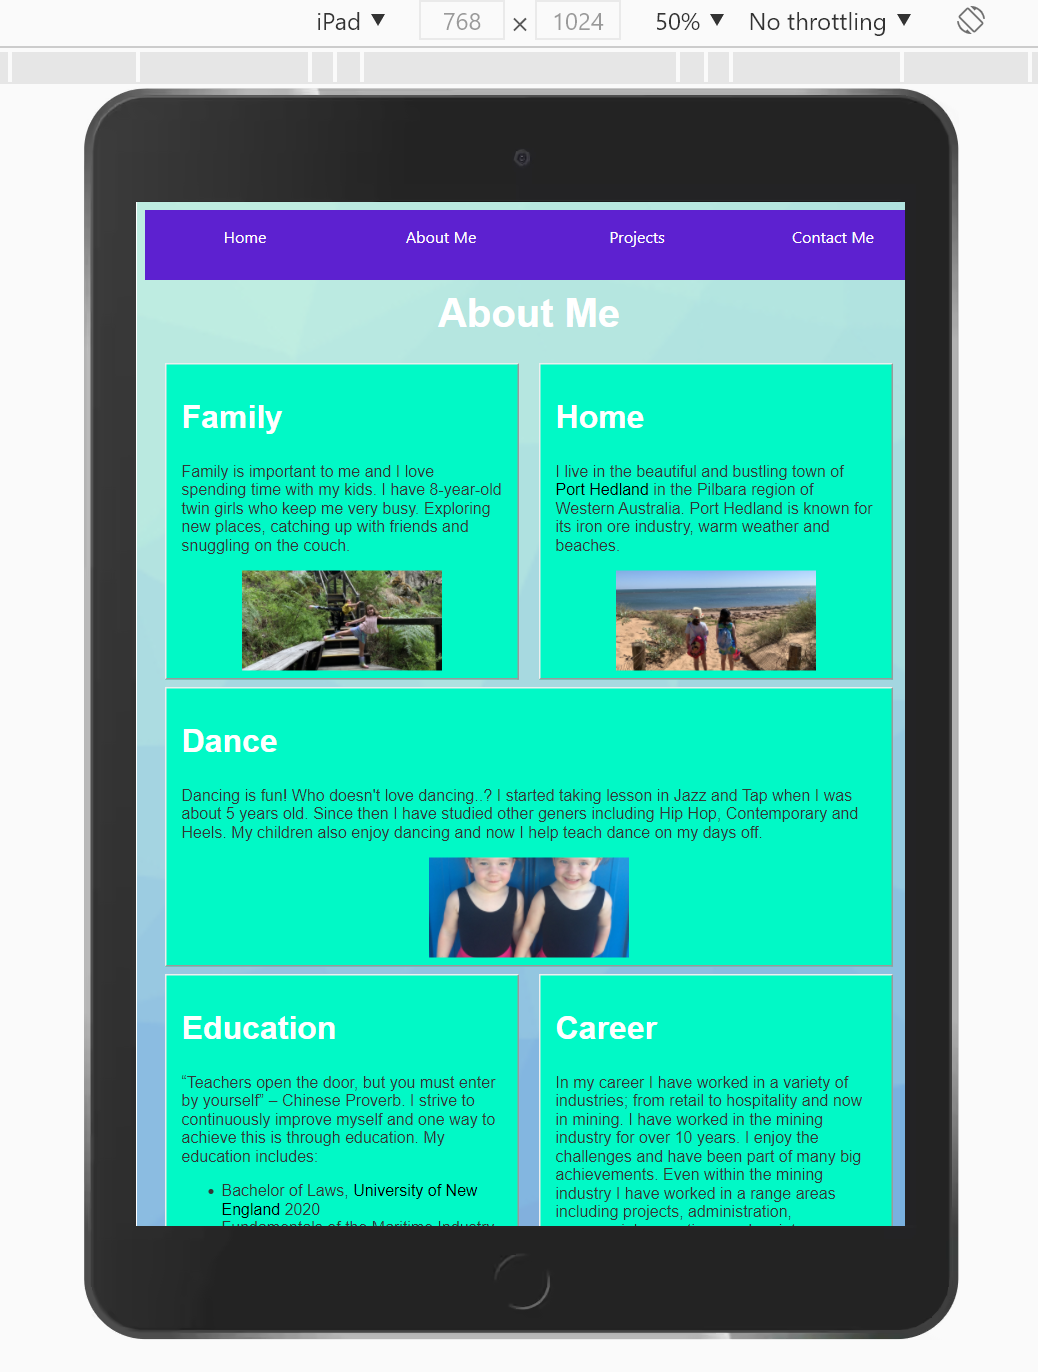 iPad ▼ 768 × 1024 50% ▼ No throttling ▼
Home About Me Projects Contact Me
About Me
Family
Family is important to me and I love
spending time with my kids. I have 8-year-old
twin girls who keep me very busy. Exploring
new places, catching up with friends and
snuggling on the couch.
Home
I live in the beautiful and bustling town of
Port Hedland in the Pilbara region of
Western Australia. Port Hedland is known for
its iron ore industry, warm weather and
beaches.
Dance
Dancing is fun! Who doesn't love dancing..? I started taking lesson in Jazz and Tap when I was
about 5 years old. Since then I have studied other geners including Hip Hop, Contemporary and
Heels. My children also enjoy dancing and now I help teach dance on my days off.
Education
“Teachers open the door, but you must enter
by yourself” – Chinese Proverb. I strive to
continuously improve myself and one way to
achieve this is through education. My
education includes:
• Bachelor of Laws, University of New
England 2020
Fundamentals of the Maritime Industry
Career
In my career I have worked in a variety of
industries; from retail to hospitality and now
in mining. I have worked in the mining
industry for over 10 years. I enjoy the
challenges and have been part of many big
achievements. Even within the mining
industry I have worked in a range areas
including projects, administration,